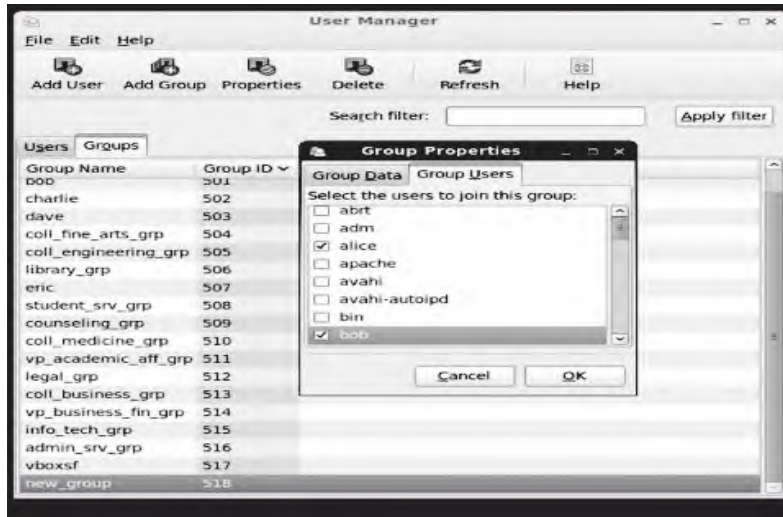 User Manager
File Edit Help
Add User Add Group Properties Delete Refresh Help
Search filter:
Apply filter
Users Groups
Group Name Group ID
bob 501
charlie 502
dave 503
coll_fine_arts_grp 504
coll_engineering_grp 505
library_grp 506
eric 507
student_srv_grp 508
counseling_grp 509
coll_medicine_grp 510
vp_academic_aff_grp 511
legal_grp 512
coll_business_grp 513
vp_business_fin_grp 514
info_tech_grp 515
admin_srv_grp 516
vboxsf 517
new_group 518
Group Properties
Group Data Group Users
Select the users to join this group:
abrt
adm
alice
apache
avahi
avahi-autoipd
bin
bob
Cancel OK